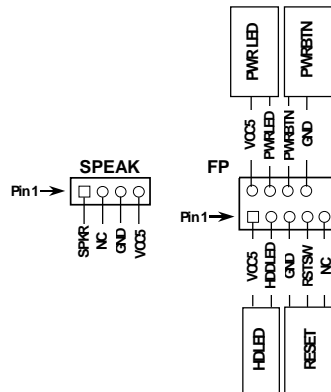 PWR LED
PWRBTN
VCC5
PWRLED
PWRBTN
GND
SPEAK
FP
Pin1
SPKR
NC
GND
VCC5
Pin1
VCC5
HDDLED
GND
RSTSW
NC
HDLED
RESET